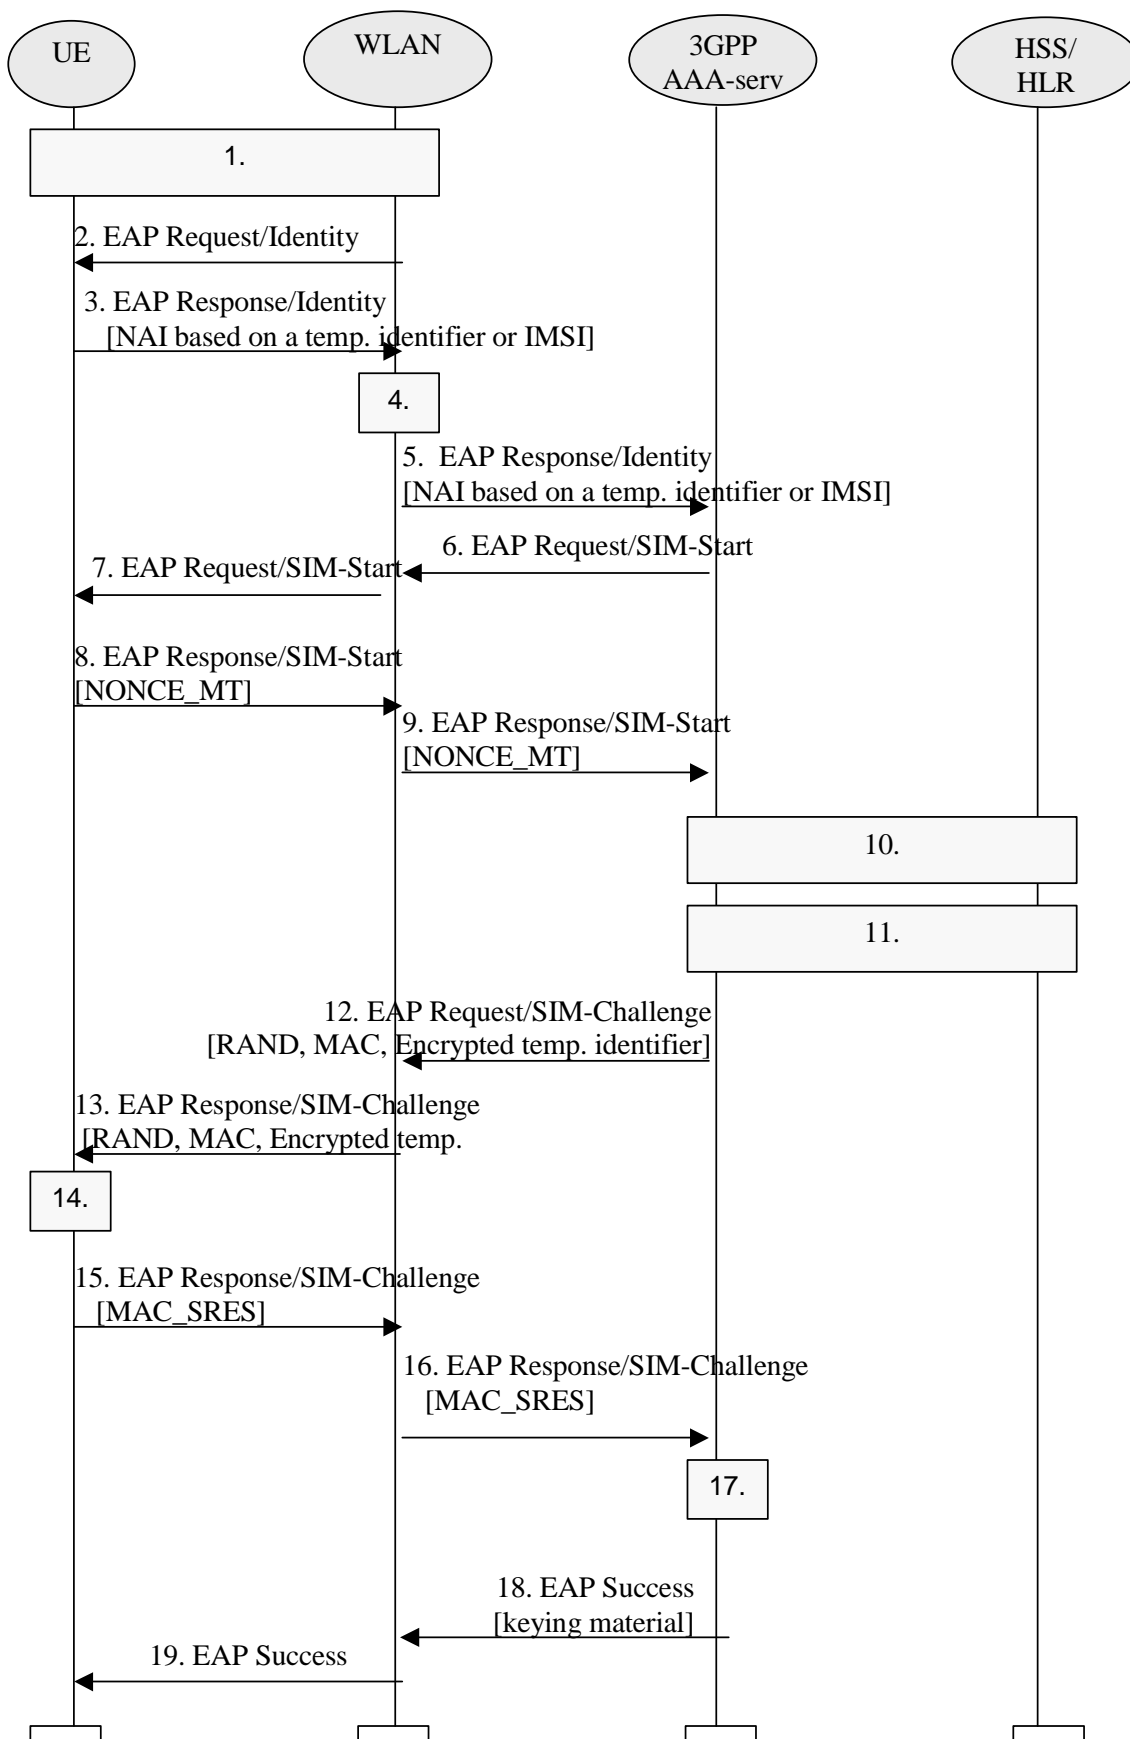 UE
WLAN
3GPP
AAA-serv
HSS/
HLR
1.
2. EAP Request/Identity
3. EAP Response/Identity
[NAI based on a temp. identifier or IMSI]
4.
5.  EAP Response/Identity
[NAI based on a temp. identifier or IMSI]
6. EAP Request/SIM-Start
7. EAP Request/SIM-Start
8. EAP Response/SIM-Start
[NONCE_MT]
9. EAP Response/SIM-Start
[NONCE_MT]
10.
11.
12. EAP Request/SIM-Challenge
[RAND, MAC, Encrypted temp. identifier]
13. EAP Response/SIM-Challenge
[RAND, MAC, Encrypted temp.
14.
15. EAP Response/SIM-Challenge
[MAC_SRES]
16. EAP Response/SIM-Challenge
[MAC_SRES]
17.
18. EAP Success
[keying material]
19. EAP Success